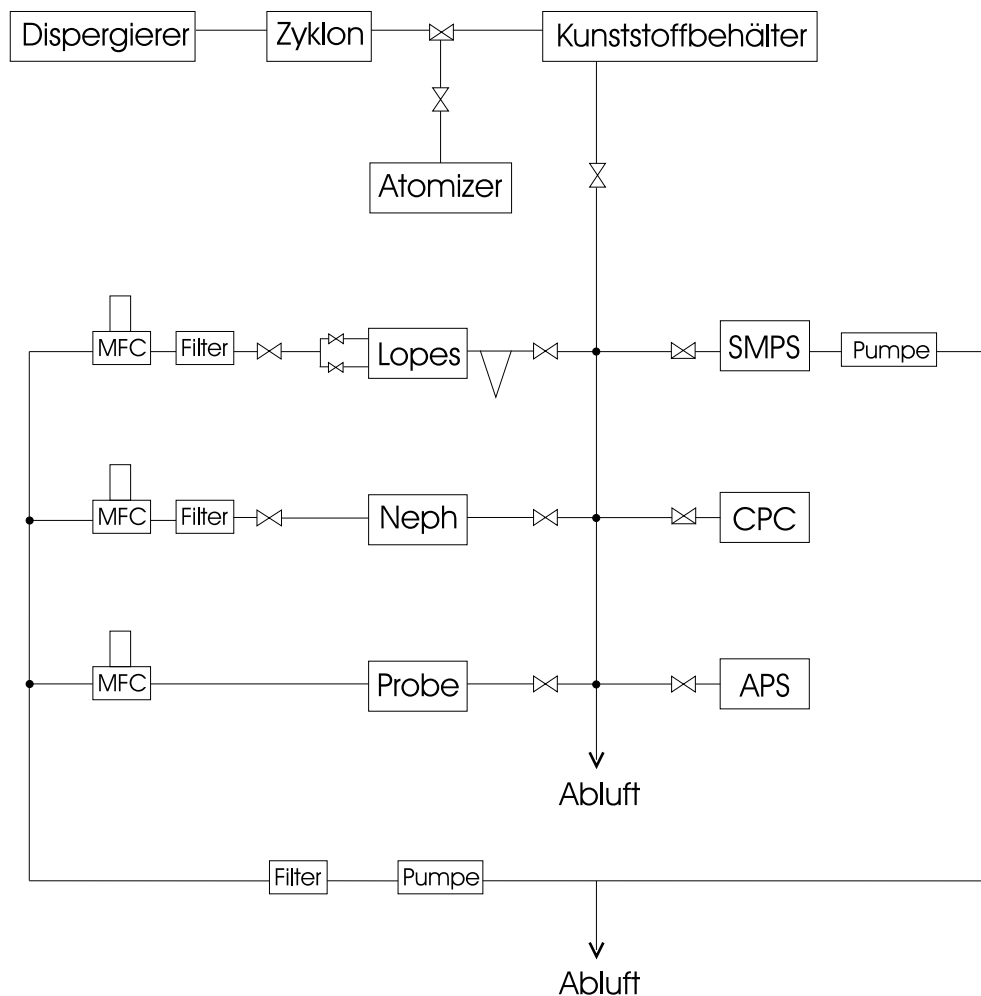 Dispergierer
Zyklon
Kunststoffbehälter
Atomizer
MFC
Filter
Lopes
SMPS
Pumpe
MFC
Filter
Neph
CPC
MFC
Probe
APS
Abluft
Filter
Pumpe
Abluft